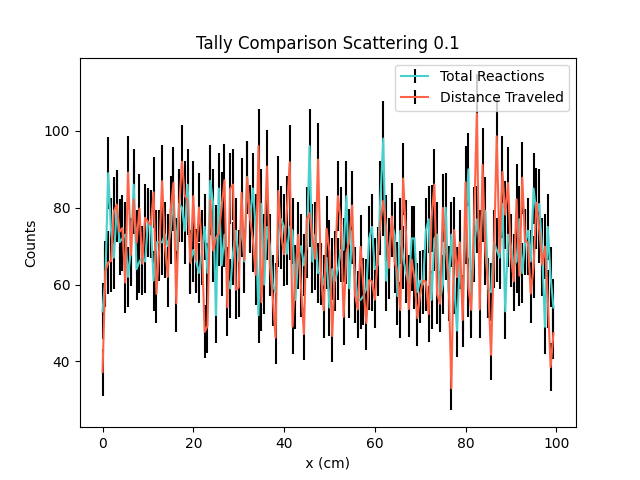 Tally Comparison Scattering 0.1
Total Reactions
Distance Traveled
100
80
60
40
Counts
0 20 40 60 80 100
x (cm)